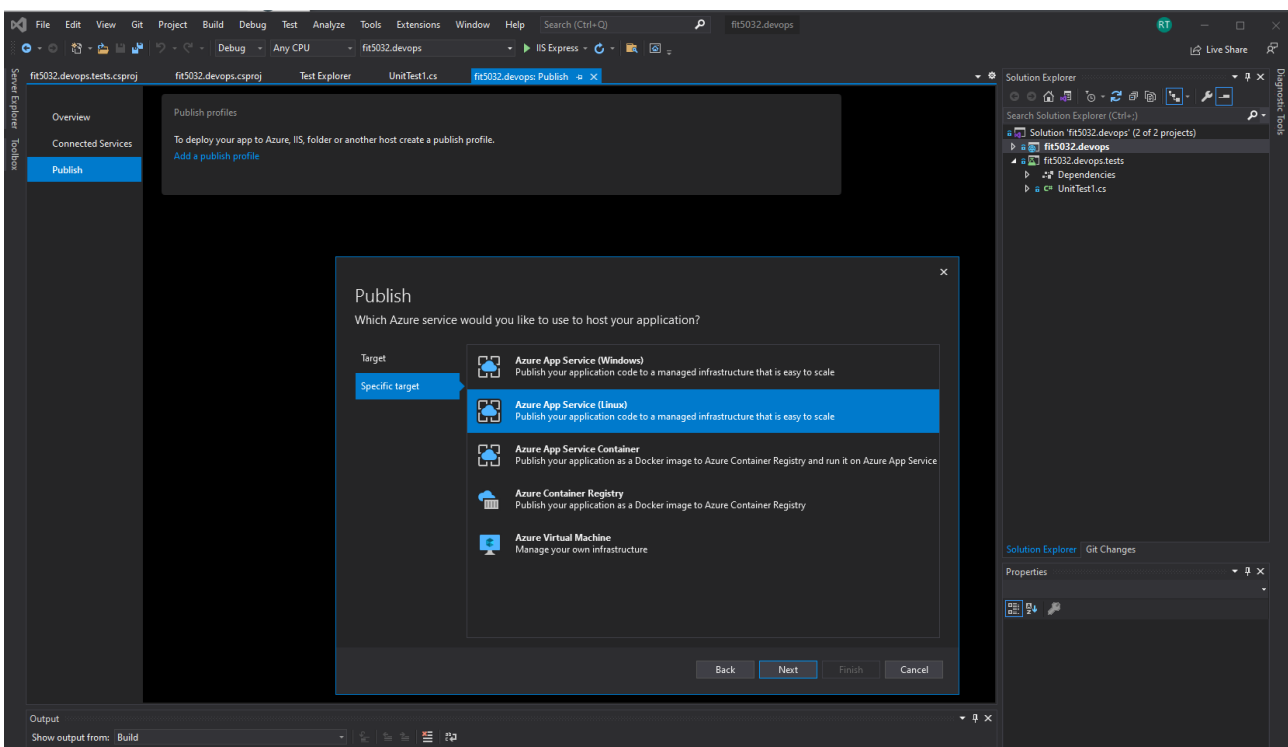 File Edit View Git Project Build Debug Test Analyze Tools Extensions Window Help Search (Ctrl+Q) fit5032.devops RT
Debug Any CPU fit5032.devops IIS Express Live Share
Server Explorer
Toolbox
fit5032.devops.tests.csproj fit5032.devops.csproj Test Explorer UnitTest1.cs fit5032.devops: Publish
Overview
Connected Services
Publish
Publish profiles
To deploy your app to Azure, IIS, folder or another host create a publish profile.
Add a publish profile
Publish
Which Azure service would you like to use to host your application?
Target
Specific target
Azure App Service (Windows)
Publish your application code to a managed infrastructure that is easy to scale
Azure App Service (Linux)
Publish your application code to a managed infrastructure that is easy to scale
Azure App Service Container
Publish your application as a Docker image to Azure Container Registry and run it on Azure App Service
Azure Container Registry
Publish your application as a Docker image to Azure Container Registry
Azure Virtual Machine
Manage your own infrastructure
Back Next Finish Cancel
Solution Explorer
Search Solution Explorer (Ctrl+;)
Solution 'fit5032.devops' (2 of 2 projects)
fit5032.devops
fit5032.devops.tests
Dependencies
C# UnitTest1.cs
Solution Explorer Git Changes
Properties
Diagnostic Tools
Output
Show output from: Build